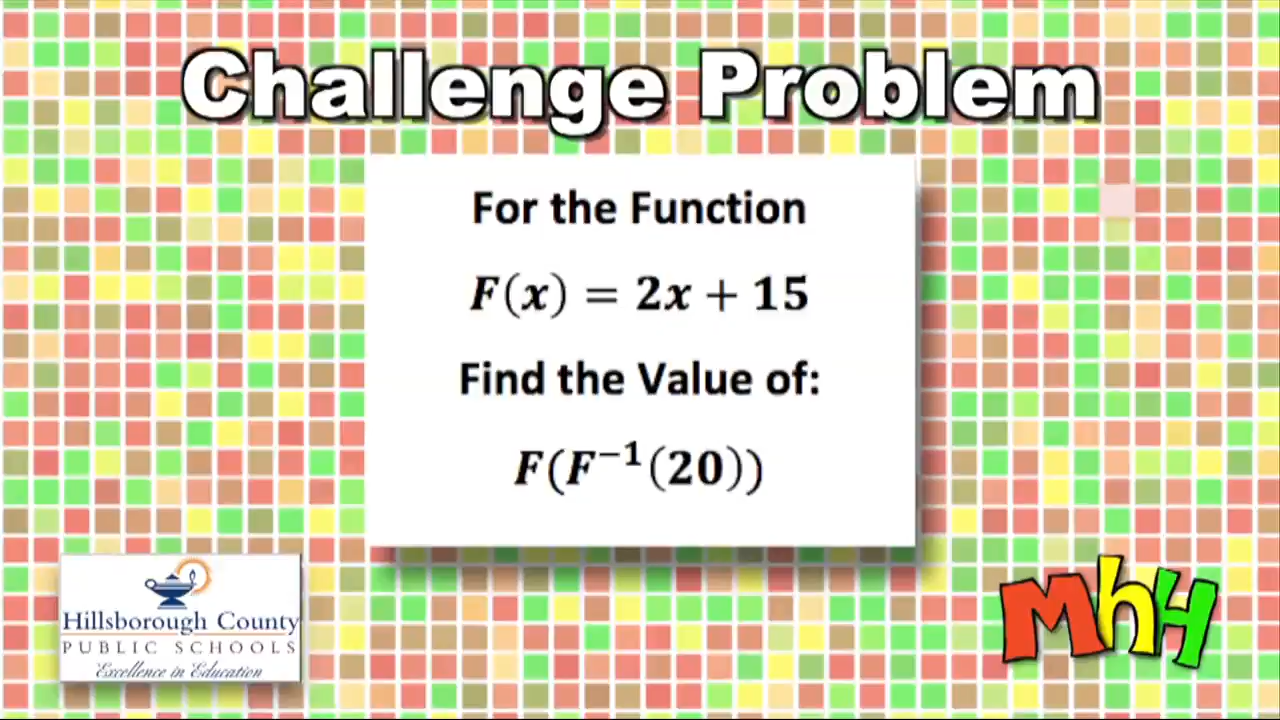 Challenge Problem
For the Function
F(x) = 2x + 15
Find the Value of:
F(F⁻¹(20))
Hillsborough County
PUBLIC SCHOOLS
Excellence in Education
MhH